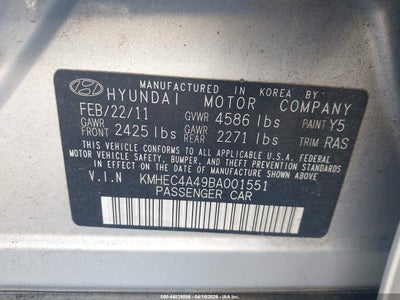 MANUFACTURED IN KOREA BY
HYUNDAI MOTOR COMPANY
FEB/22/11 GVWR 4586 lbs PAINT Y5
GAWR FRONT 2425 lbs GAWR REAR 2271 lbs TRIM RAS
THIS VEHICLE CONFORMS TO ALL APPLICABLE U.S.A. FEDERAL
MOTOR VEHICLE SAFETY, BUMPER, AND THEFT PREVENTION STANDARDS
IN EFFECT ON THE DATE OF MANUFACTURE SHOWN ABOVE.
V.I.N KMHEC4A49BA001551
PASSENGER CAR